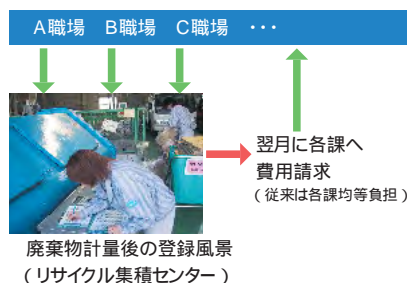 A職場 B職場 C職場 ・・・
翌月に各課へ
費用請求
(従来は各課均等負担)
廃棄物計量後の登録風景
(リサイクル集積センター)